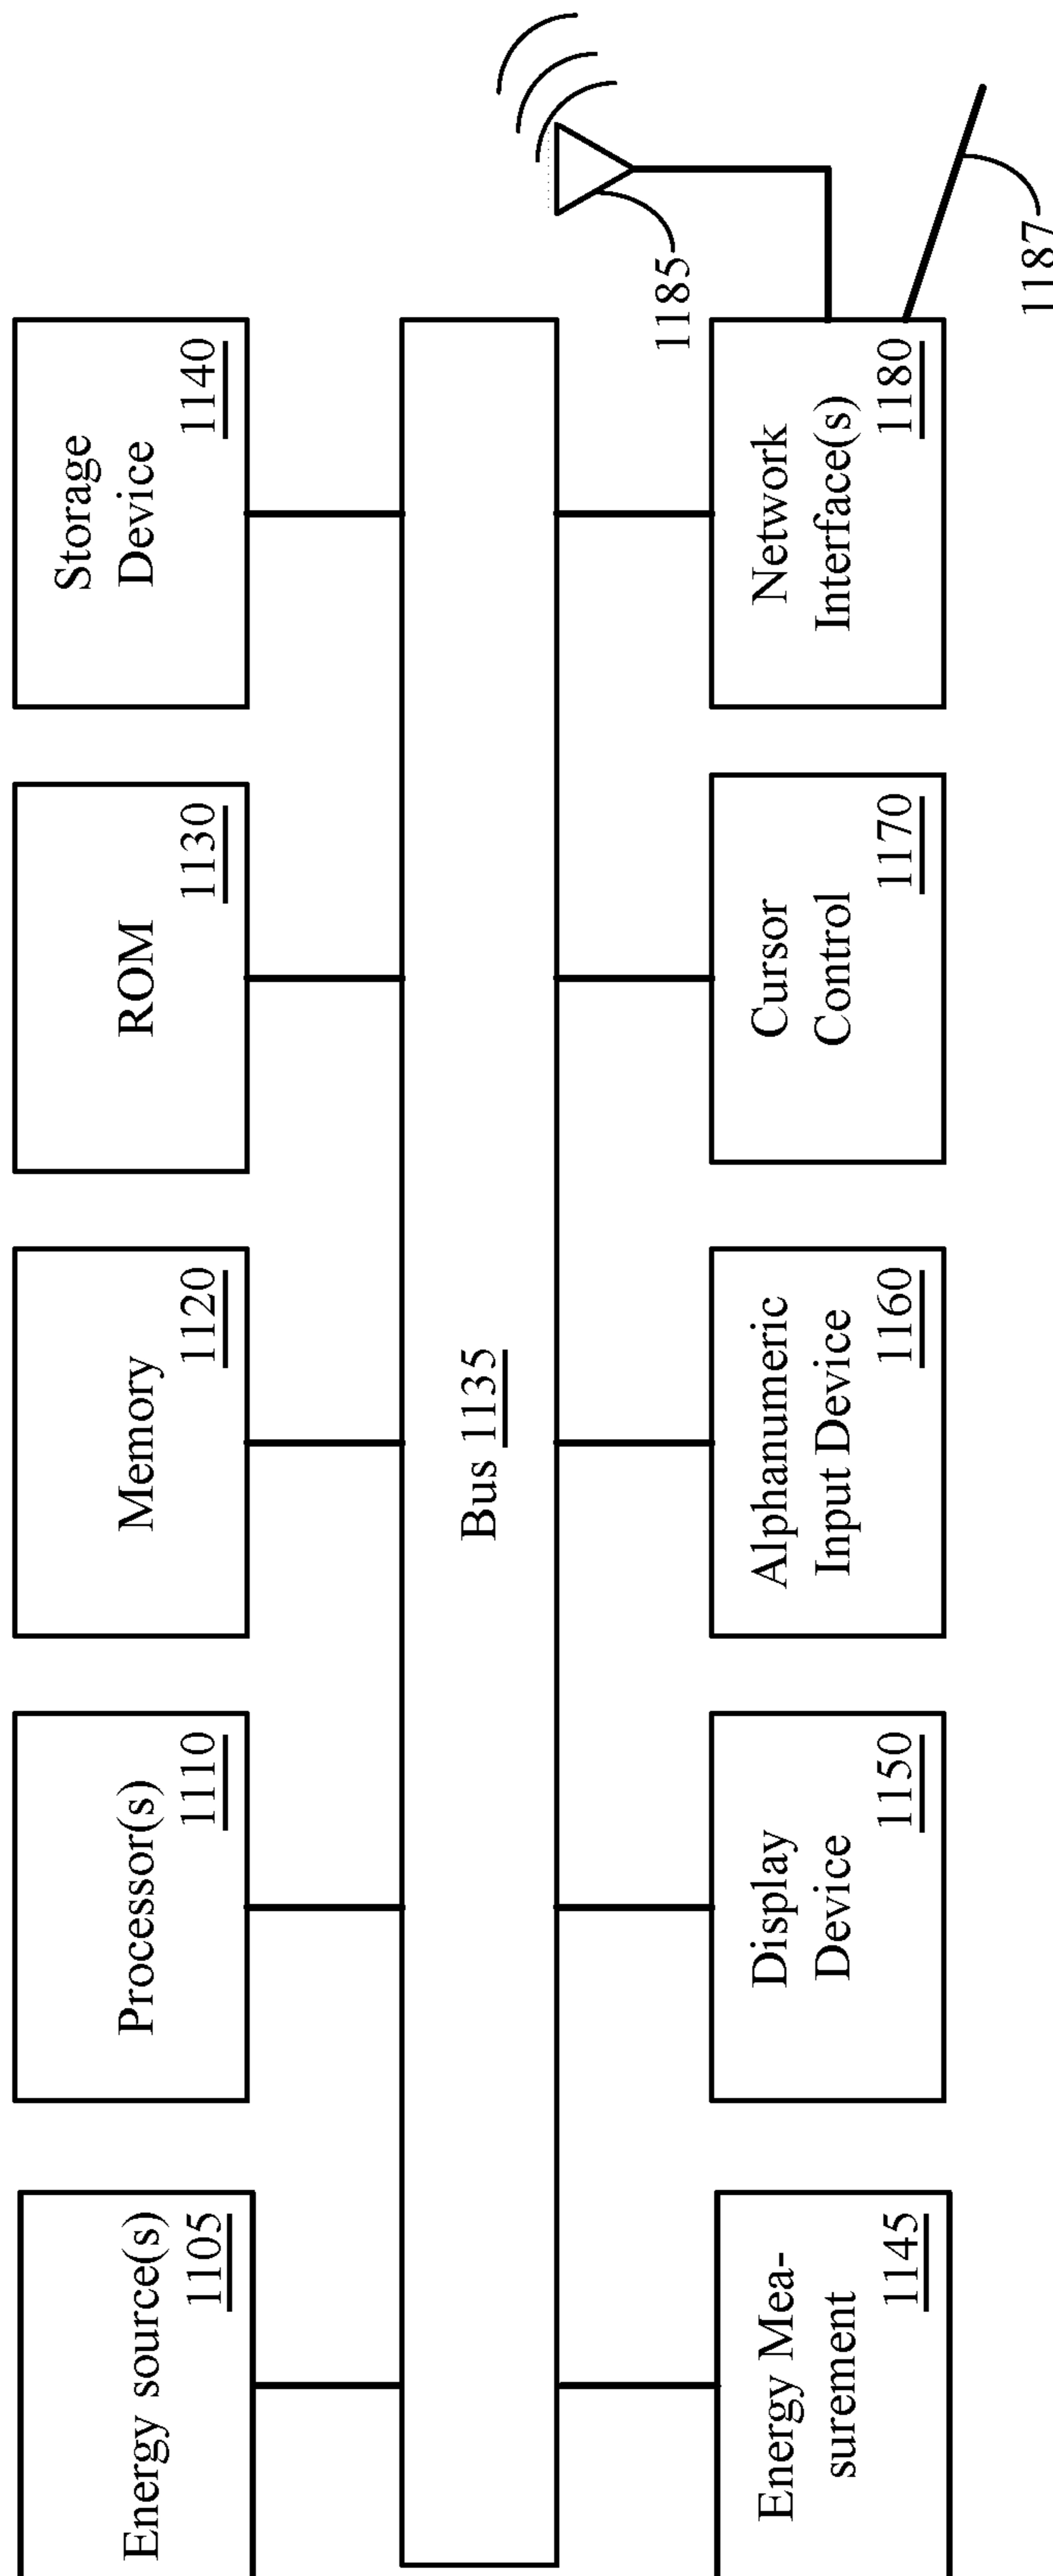 Energy source(s)
1105
Processor(s)
1110
Memory
1120
ROM
1130
Storage
Device
1140
Bus 1135
Energy Mea-
surement
1145
Display
Device
1150
Alphanumeric
Input Device
1160
Cursor
Control
1170
Network
Interface(s)
1180
1185
1187